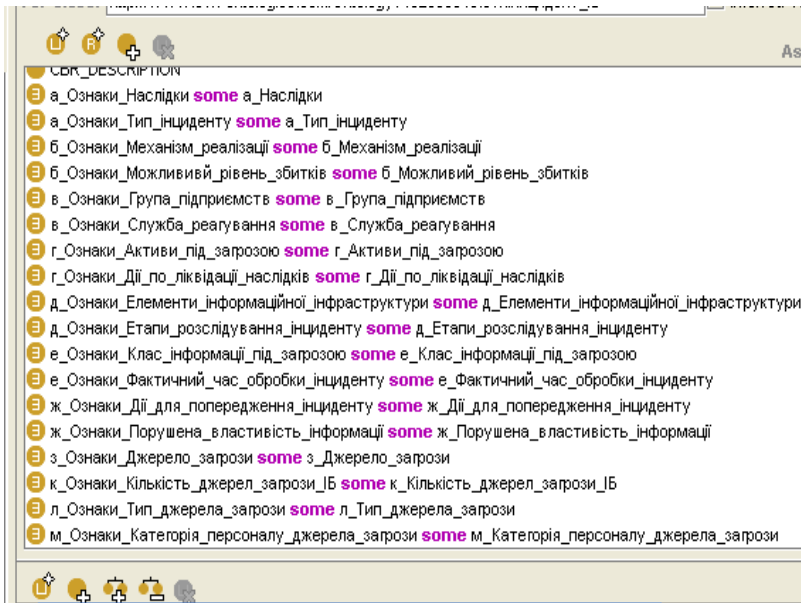 As
CBR_DESCRIPTION
а_Ознаки_Наслідки some а_Наслідки
а_Ознаки_Тип_інциденту some а_Тип_інциденту
б_Ознаки_Механізм_реалізації some б_Механізм_реалізації
б_Ознаки_Можлививй_рівень_збитків some б_Можливий_рівень_збитків
в_Ознаки_Група_підприємств some в_Група_підприємств
в_Ознаки_Служба_реагування some в_Служба_реагування
г_Ознаки_Активи_під_загрозою some г_Активи_під_загрозою
г_Ознаки_Дії_по_ліквідації_наслідків some г_Дії_по_ліквідації_наслідків
д_Ознаки_Елементи_інформаційної_інфраструктури some д_Елементи_інформаційної_інфраструктури
д_Ознаки_Етапи_розслідування_інциденту some д_Етапи_розслідування_інциденту
е_Ознаки_Клас_інформації_під_загрозою some е_Клас_інформації_під_загрозою
е_Ознаки_Фактичний_час_обробки_інциденту some е_Фактичний_час_обробки_інциденту
ж_Ознаки_Дії_для_попередження_інциденту some ж_Дії_для_попередження_інциденту
ж_Ознаки_Порушена_властивість_інформації some ж_Порушена_властивість_інформації
з_Ознаки_Джерело_загрози some з_Джерело_загрози
к_Ознаки_Кількість_джерел_загрози_ІБ some к_Кількість_джерел_загрози_ІБ
л_Ознаки_Тип_джерела_загрози some л_Тип_джерела_загрози
м_Ознаки_Категорія_персоналу_джерела_загрози some м_Категорія_персоналу_джерела_загрози